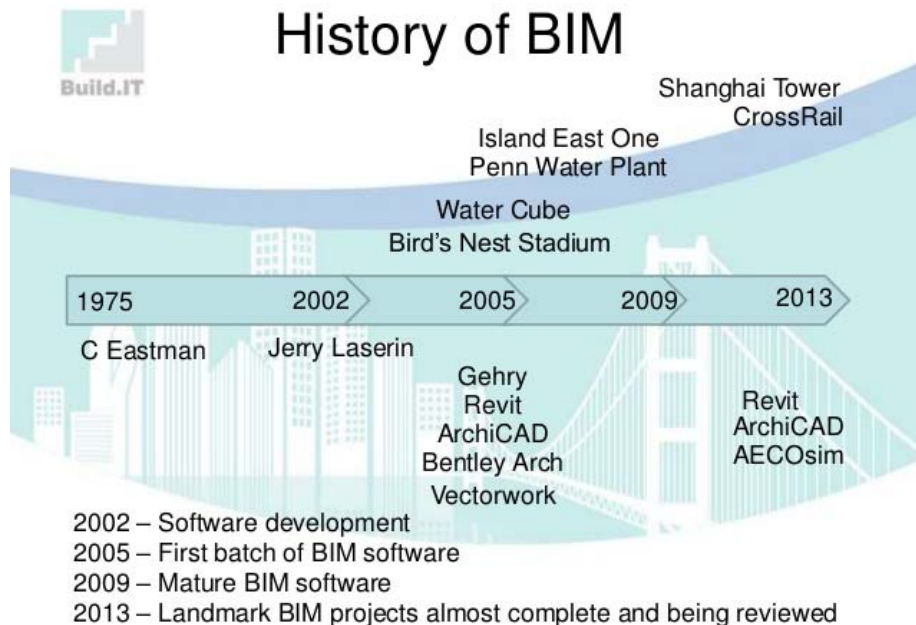 History of BIM
Build.IT
Shanghai Tower
CrossRail
Island East One
Penn Water Plant
Water Cube
Bird's Nest Stadium
1975
2002
2005
2009
2013
C Eastman
Jerry Laserin
Gehry
Revit
ArchiCAD
Bentley Arch
Vectorwork
Revit
ArchiCAD
AECOsim
2002 – Software development
2005 – First batch of BIM software
2009 – Mature BIM software
2013 – Landmark BIM projects almost complete and being reviewed